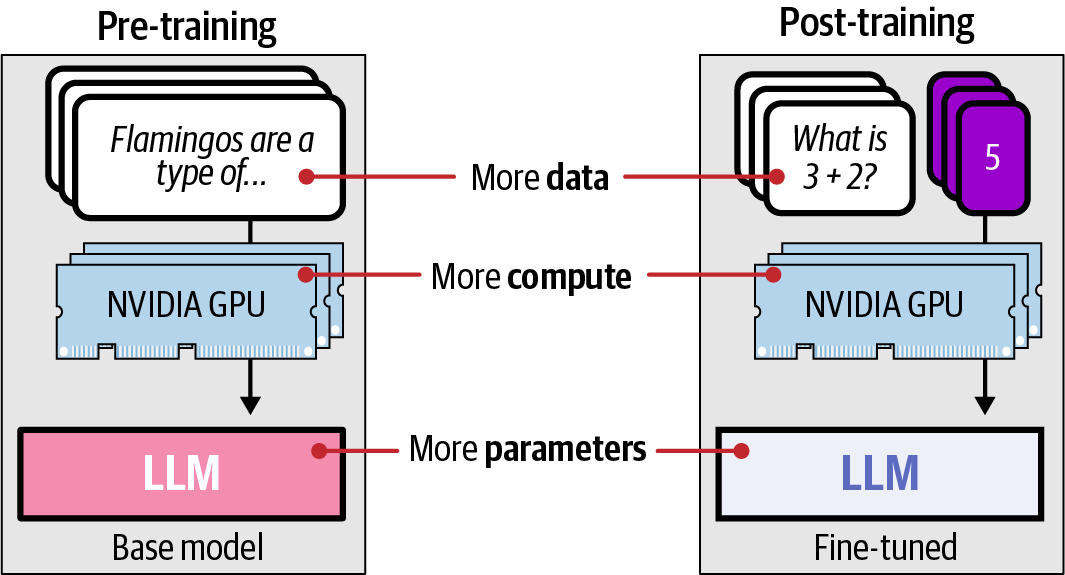 Pre-training
Post-training
Flamingos are a
type of...
More data
What is
3 + 2?
5
NVIDIA GPU
More compute
NVIDIA GPU
LLM
More parameters
LLM
Base model
Fine-tuned